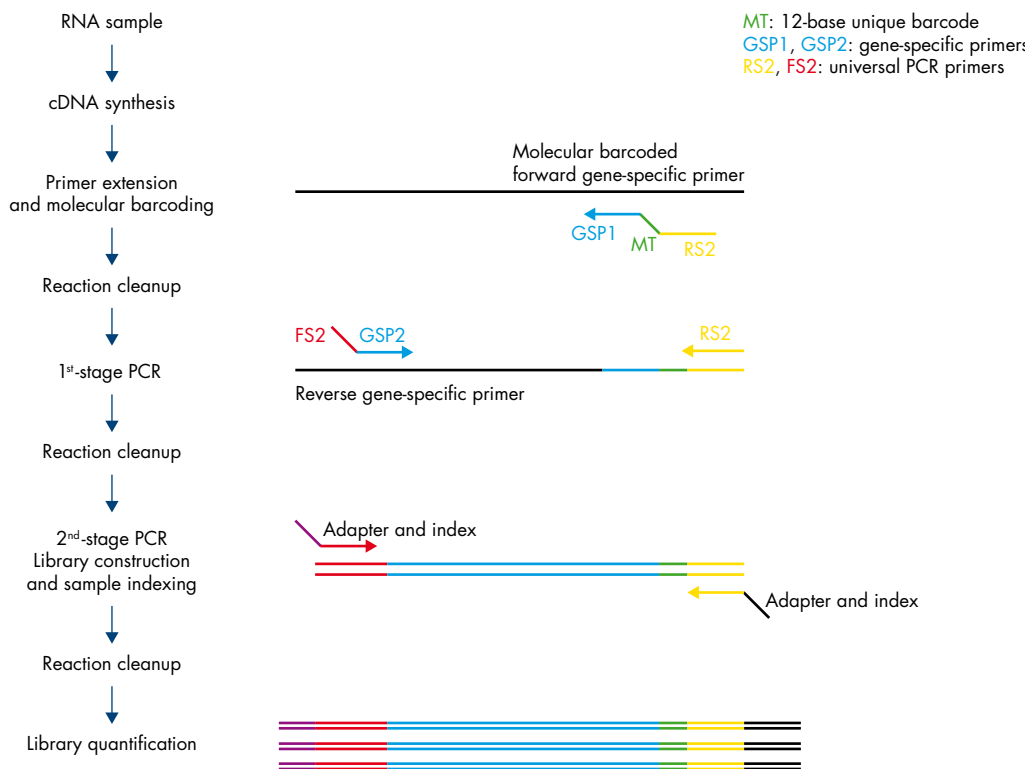 RNA sample
MT: 12-base unique barcode
GSP1, GSP2: gene-specific primers
RS2, FS2: universal PCR primers
cDNA synthesis
Molecular barcoded
forward gene-specific primer
Primer extension
and molecular barcoding
GSP1
MT
RS2
Reaction cleanup
FS2
GSP2
RS2
1st-stage PCR
Reverse gene-specific primer
Reaction cleanup
2nd-stage PCR
Library construction
and sample indexing
Adapter and index
Adapter and index
Reaction cleanup
Library quantification